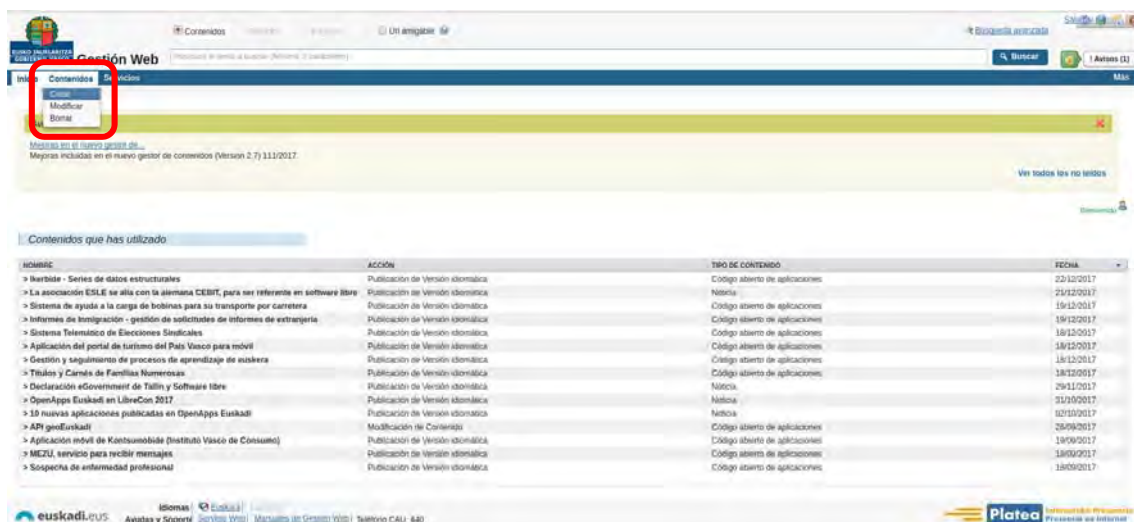 Contenidos Url amigable Búsqueda avanzada
EUSKO JAURLARITZA
GOBIERNO VASCO
Gestión Web Buscar ! Avisos (1)
Inicio Contenidos Servicios Más
Crear
Modificar
Borrar
Mejoras en el nuevo gestor de...
Mejoras incluidas en el nuevo gestor de contenidos (Version 2.7) 111/2017.
Ver todos los no leídos
Bienvenido
Contenidos que has utilizado
NOMBRE ACCIÓN TIPO DE CONTENIDO FECHA
> Ikerbide - Series de datos estructurales Publicación de Versión idiomática Código abierto de aplicaciones 22/12/2017
> La asociación ESLE se alía con la alemana CEBIT, para ser referente en software libre Publicación de Versión idiomática Noticia 21/12/2017
> Sistema de ayuda a la carga de bobinas para su transporte por carretera Publicación de Versión idiomática Código abierto de aplicaciones 19/12/2017
> Informes de Inmigración - gestión de solicitudes de informes de extranjería Publicación de Versión idiomática Código abierto de aplicaciones 19/12/2017
> Sistema Telemático de Elecciones Sindicales Publicación de Versión idiomática Código abierto de aplicaciones 18/12/2017
> Aplicación del portal de turismo del País Vasco para móvil Publicación de Versión idiomática Código abierto de aplicaciones 18/12/2017
> Gestión y seguimiento de procesos de aprendizaje de euskera Publicación de Versión idiomática Código abierto de aplicaciones 18/12/2017
> Títulos y Carnés de Familias Numerosas Publicación de Versión idiomática Código abierto de aplicaciones 18/12/2017
> Declaración eGovernment de Tallin y Software libre Publicación de Versión idiomática Noticia 29/11/2017
> OpenApps Euskadi en LibreCon 2017 Publicación de Versión idiomática Noticia 31/10/2017
> 10 nuevas aplicaciones publicadas en OpenApps Euskadi Publicación de Versión idiomática Noticia 02/10/2017
> API geoEuskadi Modificación de Contenido Código abierto de aplicaciones 26/09/2017
> Aplicación móvil de Kontsumobide (Instituto Vasco de Consumo) Publicación de Versión idiomática Código abierto de aplicaciones 19/09/2017
> MEZU, servicio para recibir mensajes Publicación de Versión idiomática Código abierto de aplicaciones 18/09/2017
> Sospecha de enfermedad profesional Publicación de Versión idiomática Código abierto de aplicaciones 18/09/2017
Idiomas | Euskara |
euskadi.eus Ayudas y Soporte Servicio Web | Manuales de Gestión Web | Teléfono CAU: 440
Platea Interneteko Presentzia
Presencia en Internet